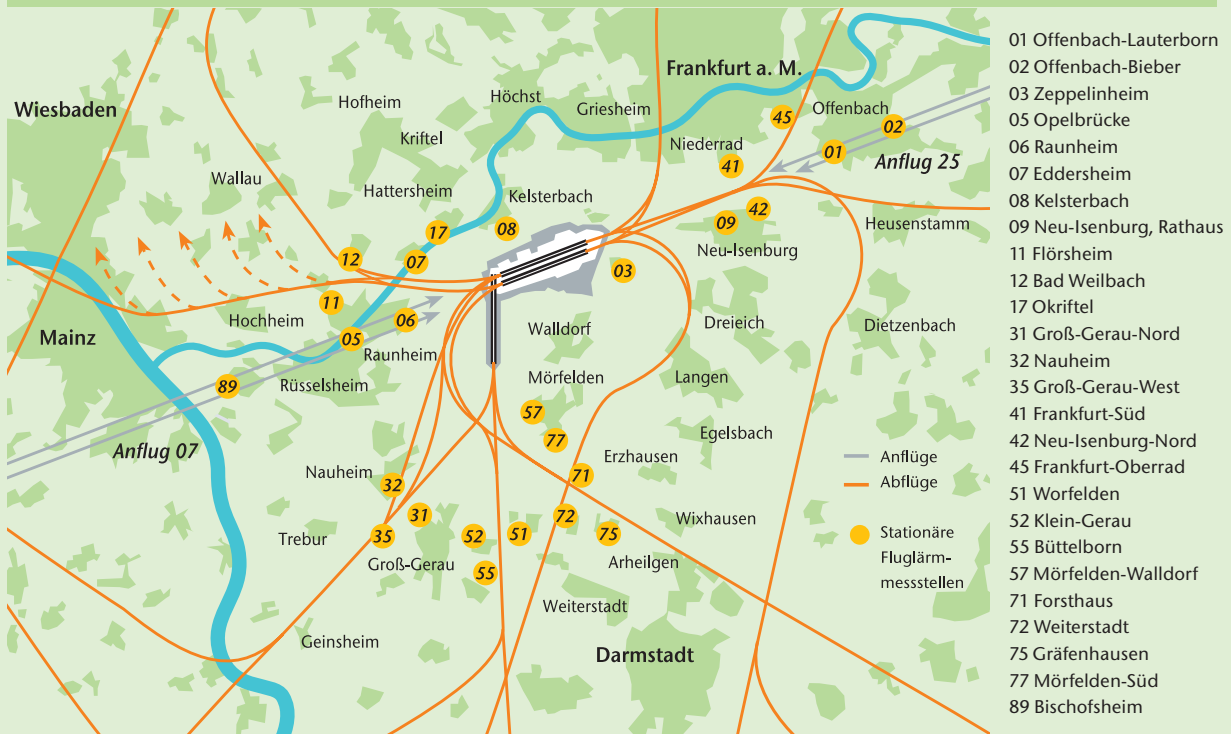 Wiesbaden
Hofheim
Kriftel
Höchst
Griesheim
Frankfurt a. M.
Offenbach
45
02
01
Anflug 25
Niederrad
41
Wallau
Hattersheim
Kelsterbach
08
17
07
12
11
42
09
Neu-Isenburg
Heusenstamm
03
Hochheim
06
05
Raunheim
Mainz
Rüsselsheim
89
Anflug 07
Walldorf
Dreieich
Dietzenbach
Mörfelden
Langen
57
77
Egelsbach
Erzhausen
71
Nauheim
32
31
35
Trebur
Groß-Gerau
52
51
72
75
55
Wixhausen
Arheilgen
Weiterstadt
Geinsheim
Darmstadt
Anflüge
Abflüge
Stationäre
Fluglärm-
messstellen
01 Offenbach-Lauterborn
02 Offenbach-Bieber
03 Zeppelinheim
05 Opelbrücke
06 Raunheim
07 Eddersheim
08 Kelsterbach
09 Neu-Isenburg, Rathaus
11 Flörsheim
12 Bad Weilbach
17 Okriftel
31 Groß-Gerau-Nord
32 Nauheim
35 Groß-Gerau-West
41 Frankfurt-Süd
42 Neu-Isenburg-Nord
45 Frankfurt-Oberrad
51 Worfelden
52 Klein-Gerau
55 Büttelborn
57 Mörfelden-Walldorf
71 Forsthaus
72 Weiterstadt
75 Gräfenhausen
77 Mörfelden-Süd
89 Bischofsheim